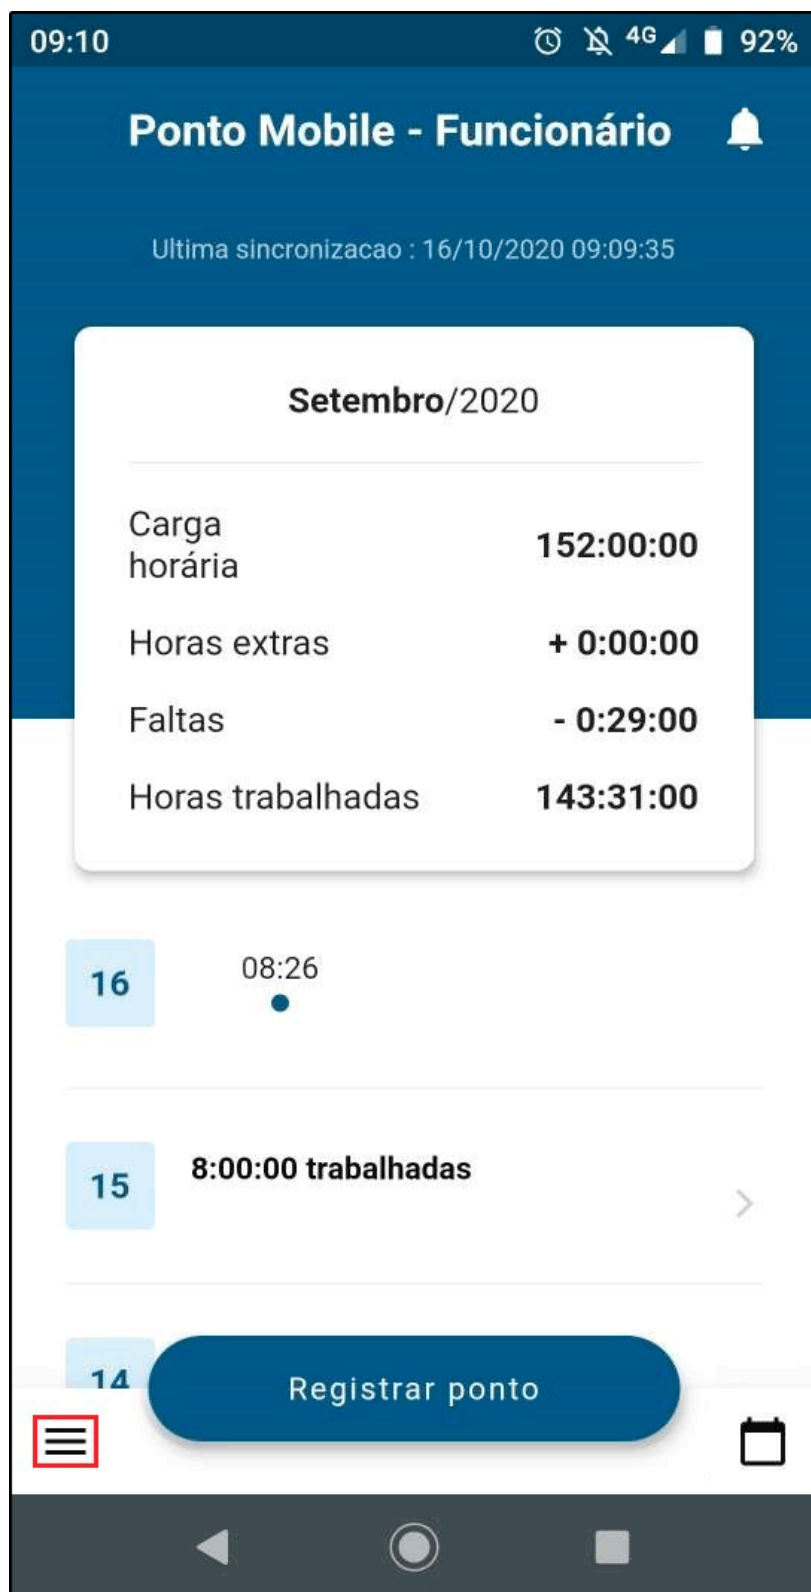 09:10 4G 92%
Ponto Mobile - Funcionário
Ultima sincronizacao : 16/10/2020 09:09:35
Setembro/2020
Carga
horária 152:00:00
Horas extras + 0:00:00
Faltas - 0:29:00
Horas trabalhadas 143:31:00
16 08:26
15 8:00:00 trabalhadas
14
Registrar ponto